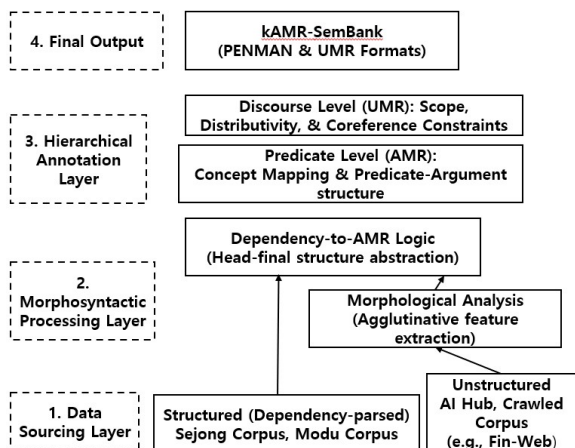 4. Final Output
kAMR-SemBank
(PENMAN & UMR Formats)
3. Hierarchical
Annotation
Layer
Discourse Level (UMR): Scope,
Distributivity, & Coreference Constraints
Predicate Level (AMR):
Concept Mapping & Predicate-Argument
structure
2.
Morphosyntactic
Processing Layer
Dependency-to-AMR Logic
(Head-final structure abstraction)
Morphological Analysis
(Agglutinative feature
extraction)
1. Data
Sourcing Layer
Structured (Dependency-parsed)
Sejong Corpus, Modu Corpus
Unstructured
AI Hub, Crawled
Corpus
(e.g., Fin-Web)